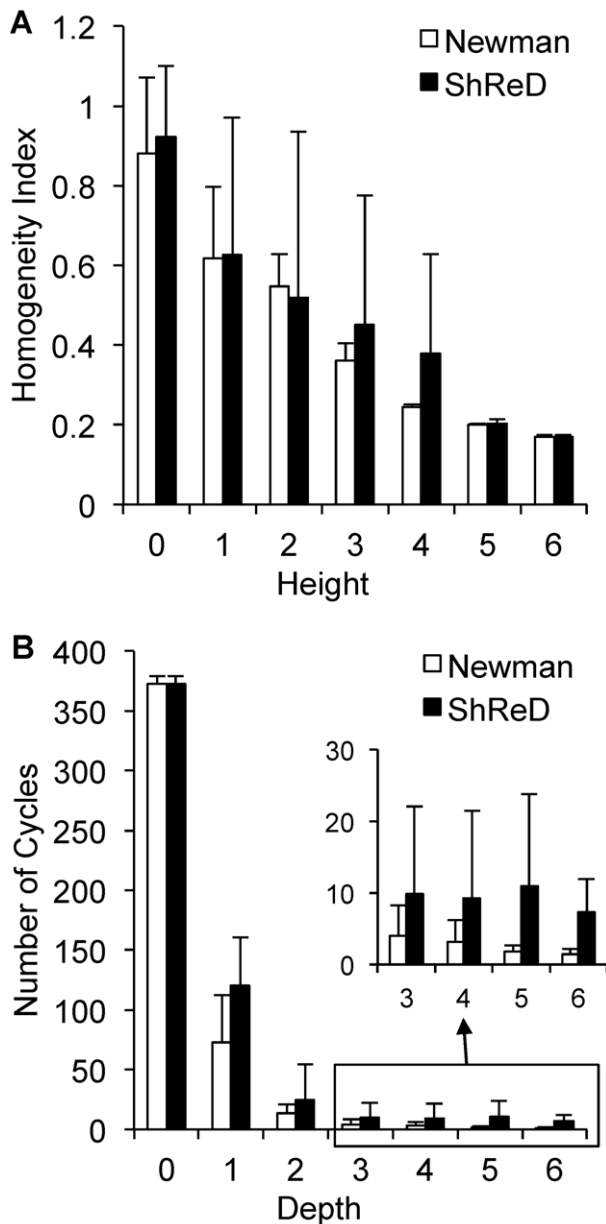 A
Newman
ShReD
Homogeneity Index
1.2
1
0.8
0.6
0.4
0.2
0
0 1 2 3 4 5 6
Height
B
Newman
ShReD
Number of Cycles
400
350
300
250
200
150
100
50
0
30
20
10
0
3 4 5 6
0 1 2 3 4 5 6
Depth